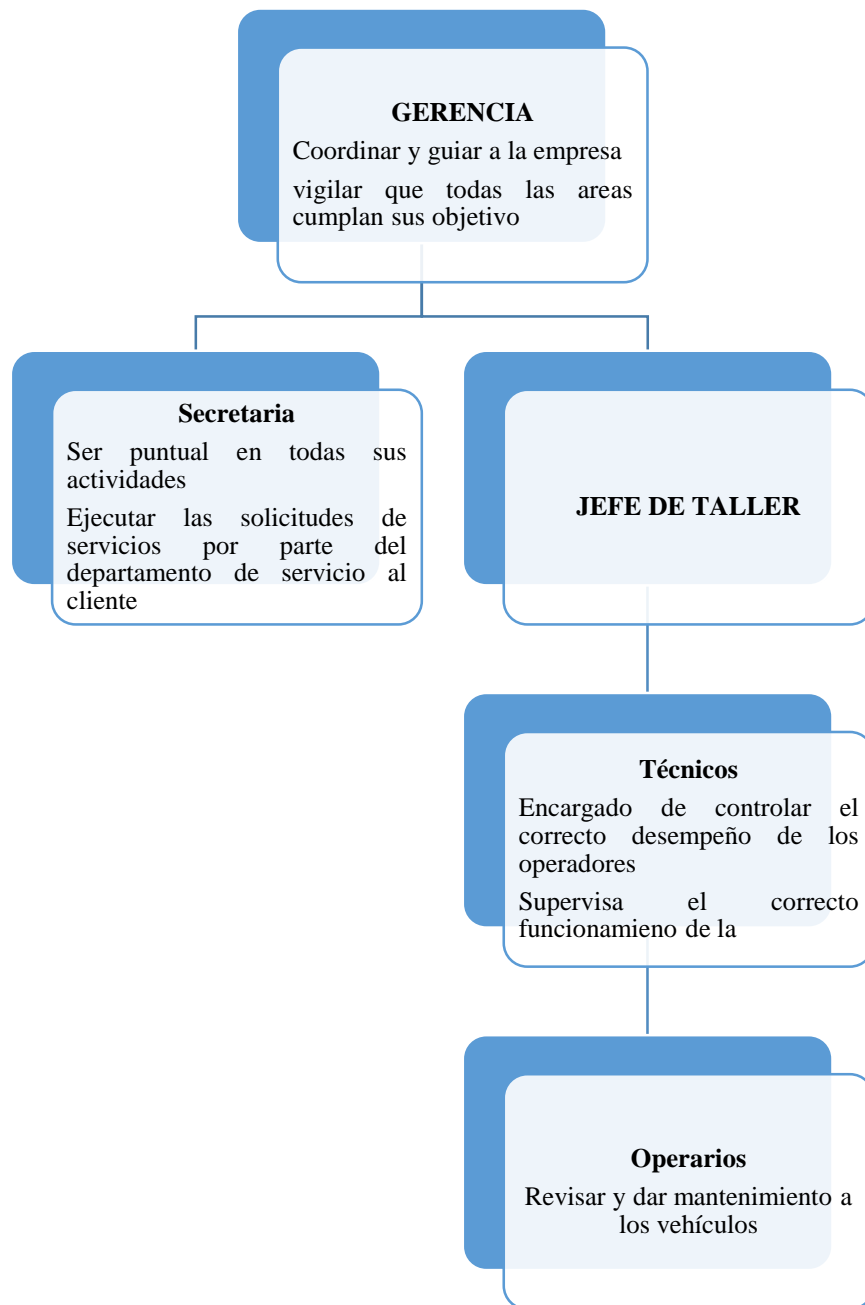 GERENCIA
Coordinar y guiar a la empresa
vigilar que todas las areas
cumplan sus objetivo
Secretaria
Ser puntual en todas sus
actividades
Ejecutar las solicitudes de
servicios por parte del
departamento de servicio al
cliente
JEFE DE TALLER
Técnicos
Encargado de controlar el
correcto desempeño de los
operadores
Supervisa el correcto
funcionamieno de la
Operarios
Revisar y dar mantenimiento a
los vehículos